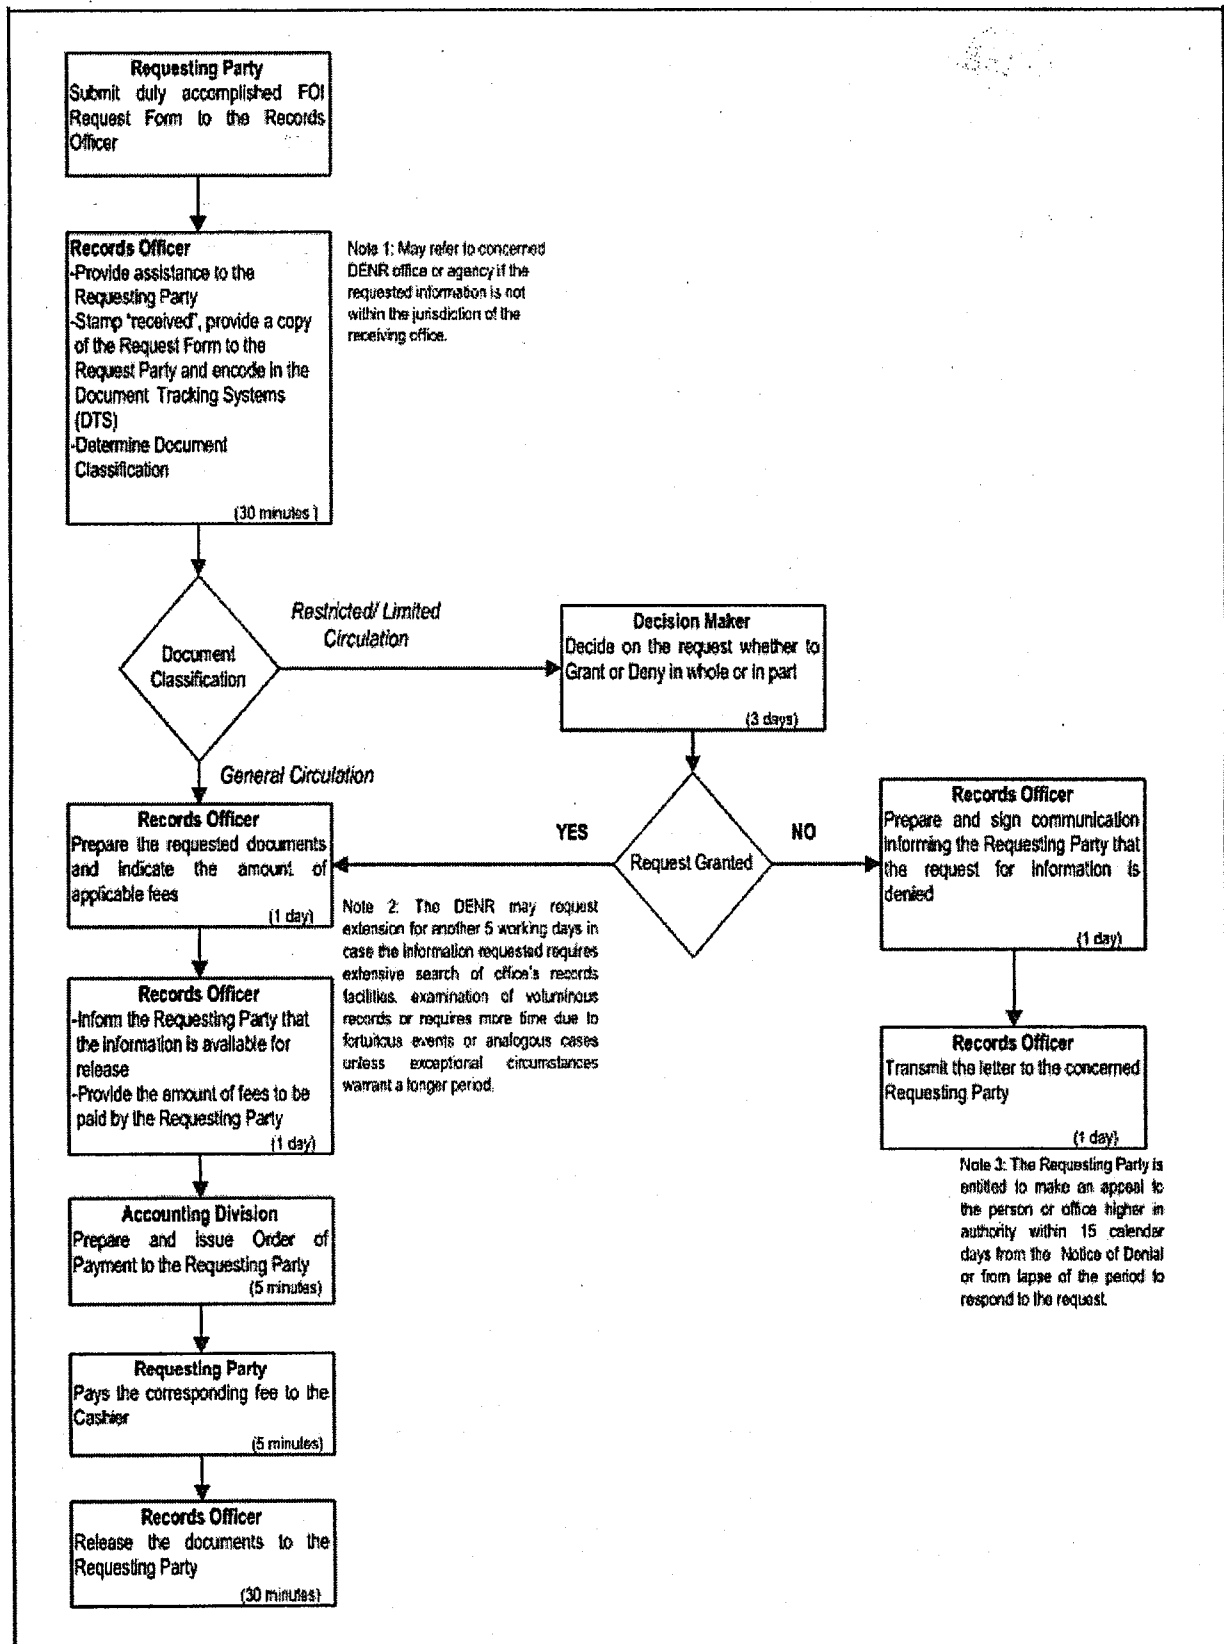 Requesting Party
Submit duly accomplished FOI
Request Form to the Records
Officer
Records Officer
-Provide assistance to the
Requesting Party
-Stamp "received", provide a copy
of the Request Form to the
Request Party and encode in the
Document Tracking Systems
(DTS)
-Determine Document
Classification
(30 minutes )
Note 1: May refer to concerned
DENR office or agency if the
requested information is not
within the jurisdiction of the
receiving office.
Document
Classification
Restricted/ Limited
Circulation
Decision Maker
Decide on the request whether to
Grant or Deny in whole or in part
(3 days)
General Circulation
Records Officer
Prepare the requested documents
and indicate the amount of
applicable fees
(1 day)
YES
Request Granted
NO
Records Officer
Prepare and sign communication
informing the Requesting Party that
the request for information is
denied
(1 day)
Note 2: The DENR may request
extension for another 5 working days in
case the information requested requires
extensive search of office's records
facilities, examination of voluminous
records or requires more time due to
fortuitous events or analogous cases
unless exceptional circumstances
warrant a longer period.
Records Officer
-Inform the Requesting Party that
the information is available for
release
-Provide the amount of fees to be
paid by the Requesting Party
(1 day)
Records Officer
Transmit the letter to the concerned
Requesting Party
(1 day)
Note 3: The Requesting Party is
entitled to make an appeal to
the person or office higher in
authority within 15 calendar
days from the Notice of Denial
or from lapse of the period to
respond to the request.
Accounting Division
Prepare and issue Order of
Payment to the Requesting Party
(5 minutes)
Requesting Party
Pays the corresponding fee to the
Cashier
(5 minutes)
Records Officer
Release the documents to the
Requesting Party
(30 minutes)